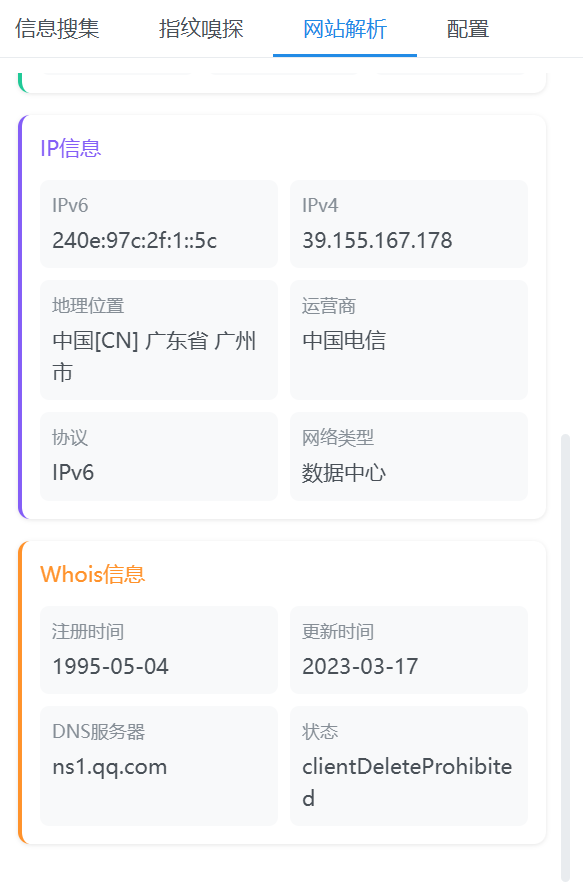 信息搜集 指纹嗅探 网站解析 配置
IP信息
IPv6 IPv4
240e:97c:2f:1::5c 39.155.167.178
地理位置 运营商
中国[CN] 广东省 广州 中国电信
市
协议 网络类型
IPv6 数据中心
Whois信息
注册时间 更新时间
1995-05-04 2023-03-17
DNS服务器 状态
ns1.qq.com clientDeleteProhibite
d